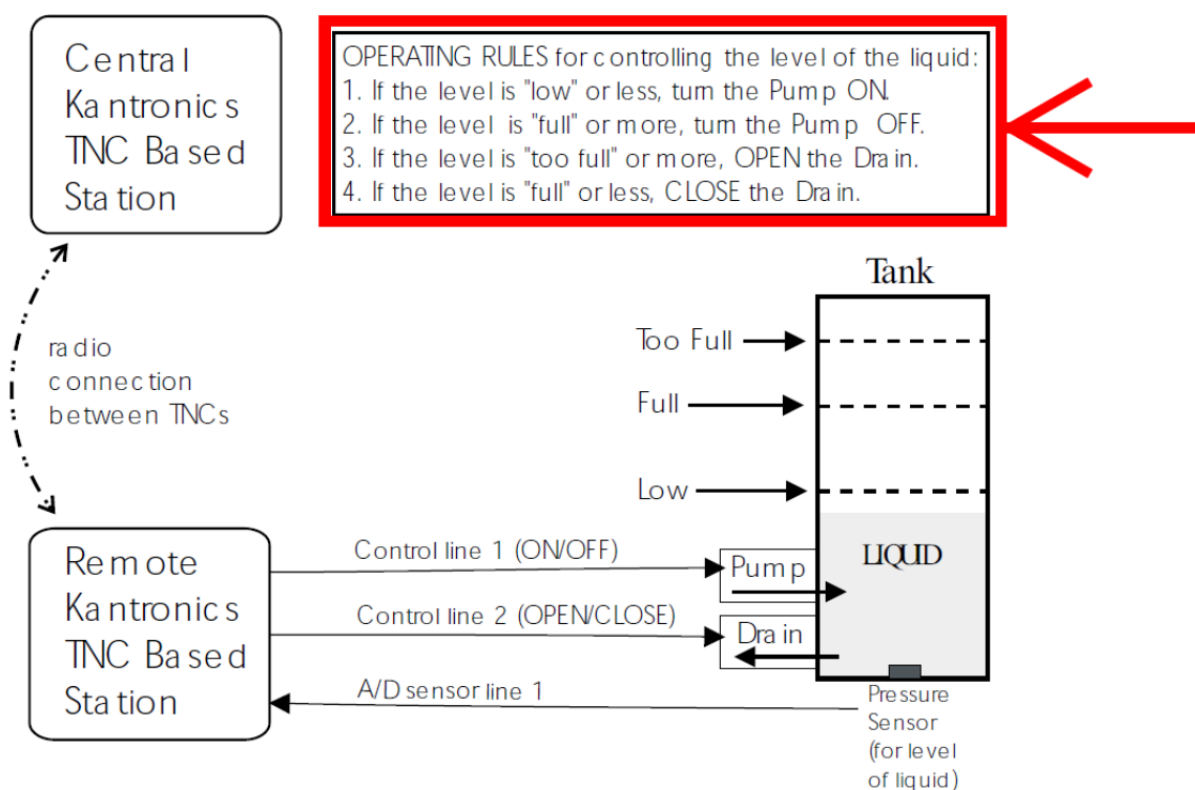 Central
Kantronics
TNC Based
Station
OPERATING RULES for controlling the level of the liquid:
1. If the level is "low" or less, turn the Pump ON.
2. If the level is "full" or more, turn the Pump OFF.
3. If the level is "too full" or more, OPEN the Drain.
4. If the level is "full" or less, CLOSE the Drain.
Tank
Too Full
Full
Low
radio
connection
between TNCs
Remote
Kantronics
TNC Based
Station
Control line 1 (ON/OFF)
Control line 2 (OPEN/CLOSE)
A/D sensor line 1
Pump
Drain
LIQUID
Pressure
Sensor
(for level
of liquid)